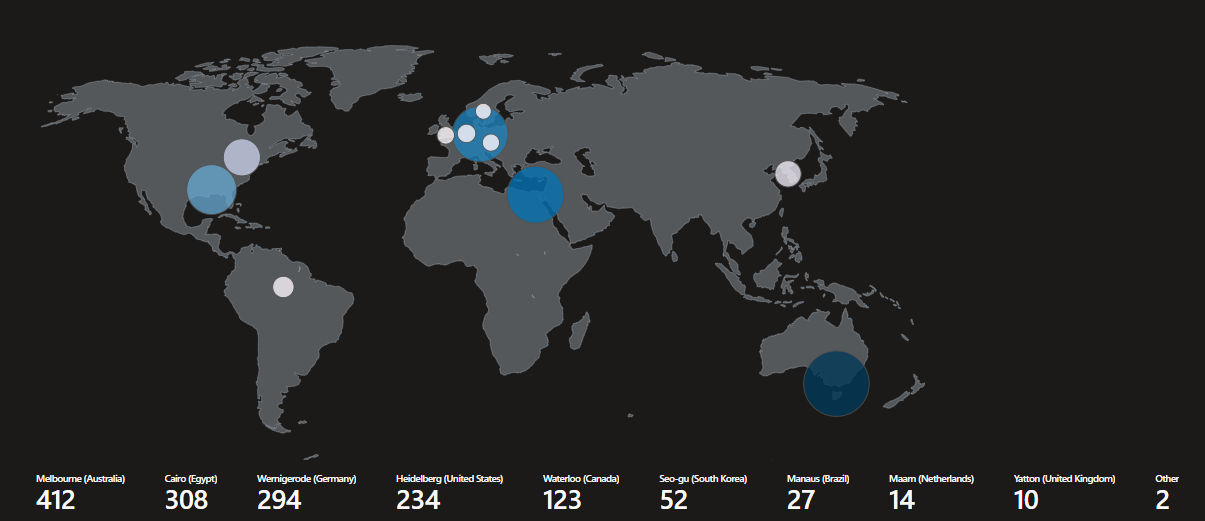 Melbourne (Australia) Cairo (Egypt) Wernigerode (Germany) Heidelberg (United States) Waterloo (Canada) Seo-gu (South Korea) Manaus (Brazil) Maarn (Netherlands) Yatton (United Kingdom) Other
412 308 294 234 123 52 27 14 10 2